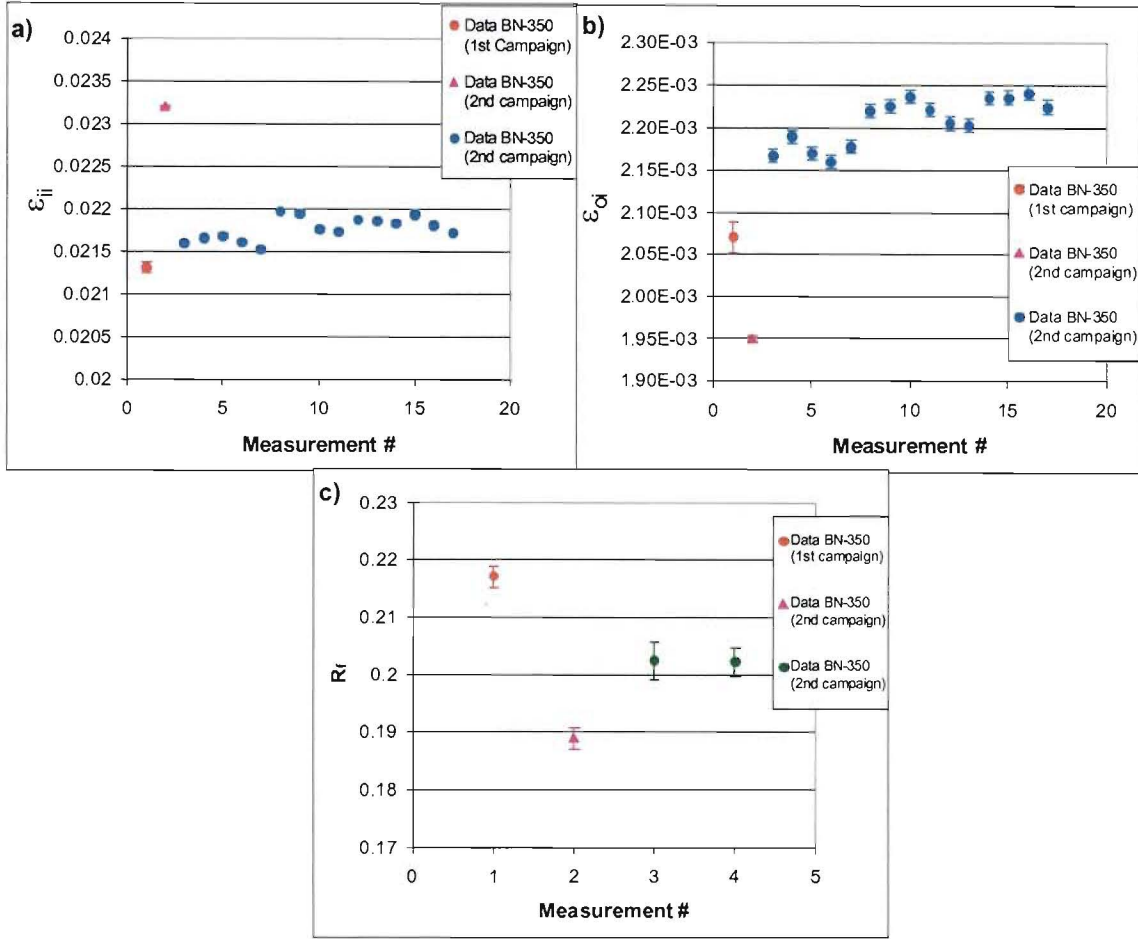 a)
0.024
0.0235
0.023
0.0225
0.022
0.0215
0.021
0.0205
0.02
εii
0
5
10
15
20
Measurement #
Data BN-350
(1st Campaign)
Data BN-350
(2nd campaign)
Data BN-350
(2nd campaign)
b)
2.30E-03
2.25E-03
2.20E-03
2.15E-03
2.10E-03
2.05E-03
2.00E-03
1.95E-03
1.90E-03
εoi
0
5
10
15
20
Measurement #
Data BN-350
(1st campaign)
Data BN-350
(2nd campaign)
Data BN-350
(2nd campaign)
c)
0.23
0.22
0.21
0.2
0.19
0.18
0.17
Rf
0
1
2
3
4
5
Measurement #
Data BN-350
(1st campaign)
Data BN-350
(2nd campaign)
Data BN-350
(2nd campaign)